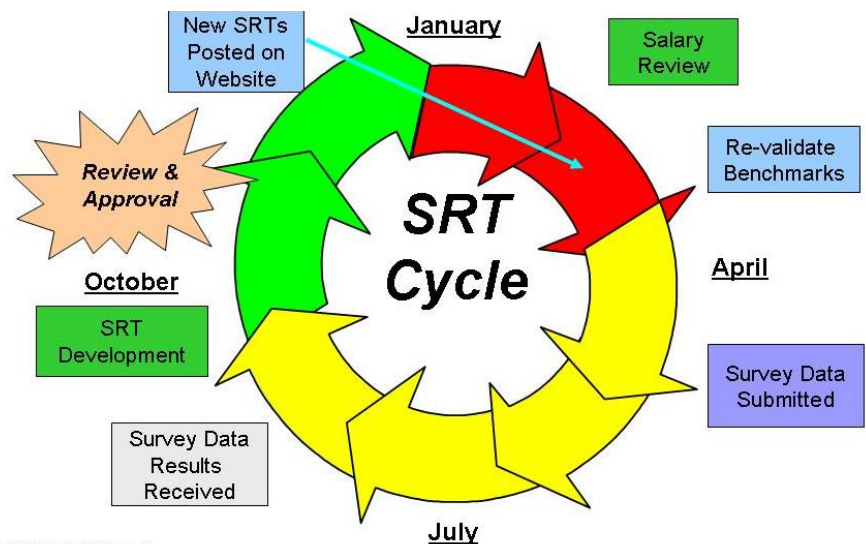 New SRTs
Posted on
Website
January
Salary
Review
Re-validate
Benchmarks
Review &
Approval
SRT
Cycle
April
October
SRT
Development
Survey Data
Submitted
Survey Data
Results
Received
July